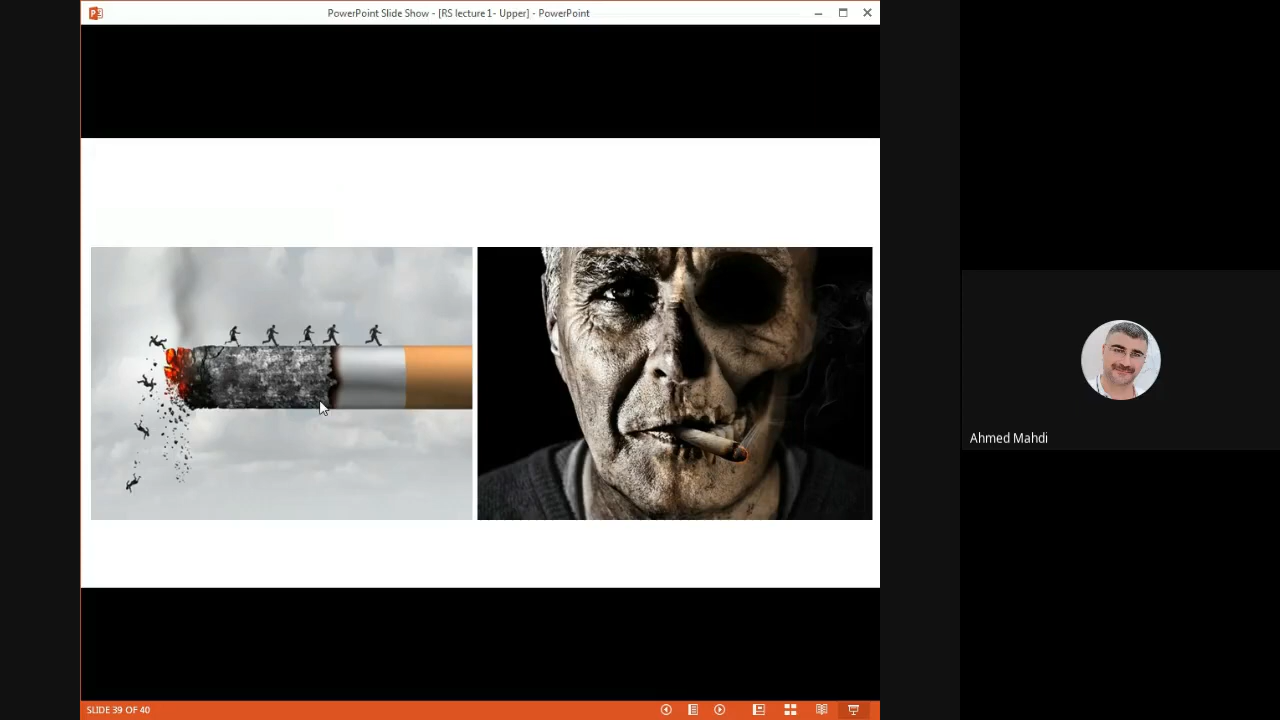 PowerPoint Slide Show - [RS lecture 1- Upper] - PowerPoint
Ahmed Mahdi
SLIDE 39 OF 40